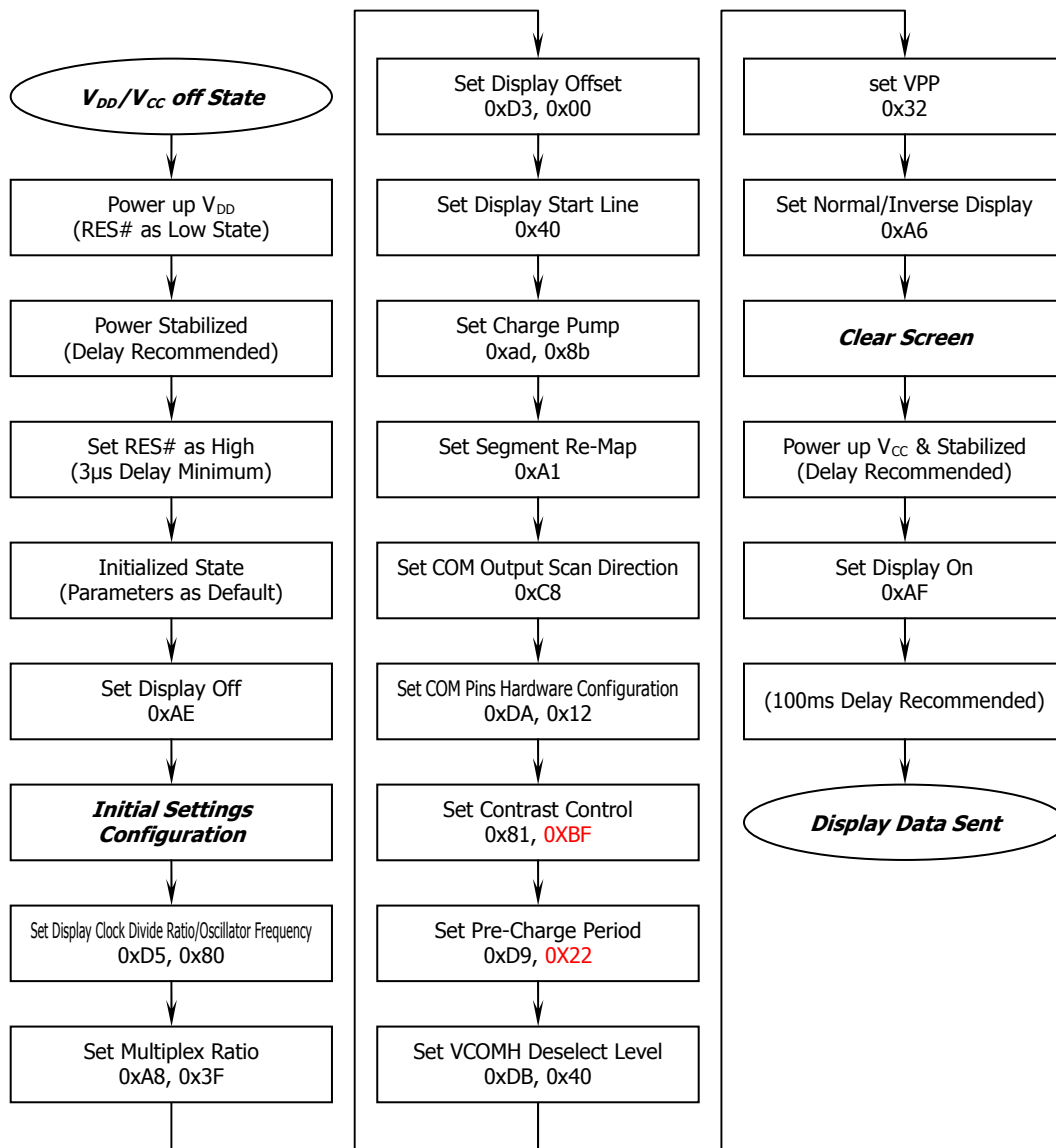 V_DD/V_CC off State
Power up V_DD
(RES# as Low State)
Power Stabilized
(Delay Recommended)
Set RES# as High
(3μs Delay Minimum)
Initialized State
(Parameters as Default)
Set Display Off
0xAE
Initial Settings
Configuration
Set Display Clock Divide Ratio/Oscillator Frequency
0xD5, 0x80
Set Multiplex Ratio
0xA8, 0x3F
Set Display Offset
0xD3, 0x00
Set Display Start Line
0x40
Set Charge Pump
0xad, 0x8b
Set Segment Re-Map
0xA1
Set COM Output Scan Direction
0xC8
Set COM Pins Hardware Configuration
0xDA, 0x12
Set Contrast Control
0x81, 0XBF
Set Pre-Charge Period
0xD9, 0X22
Set VCOMH Deselect Level
0xDB, 0x40
set VPP
0x32
Set Normal/Inverse Display
0xA6
Clear Screen
Power up V_CC & Stabilized
(Delay Recommended)
Set Display On
0xAF
(100ms Delay Recommended)
Display Data Sent